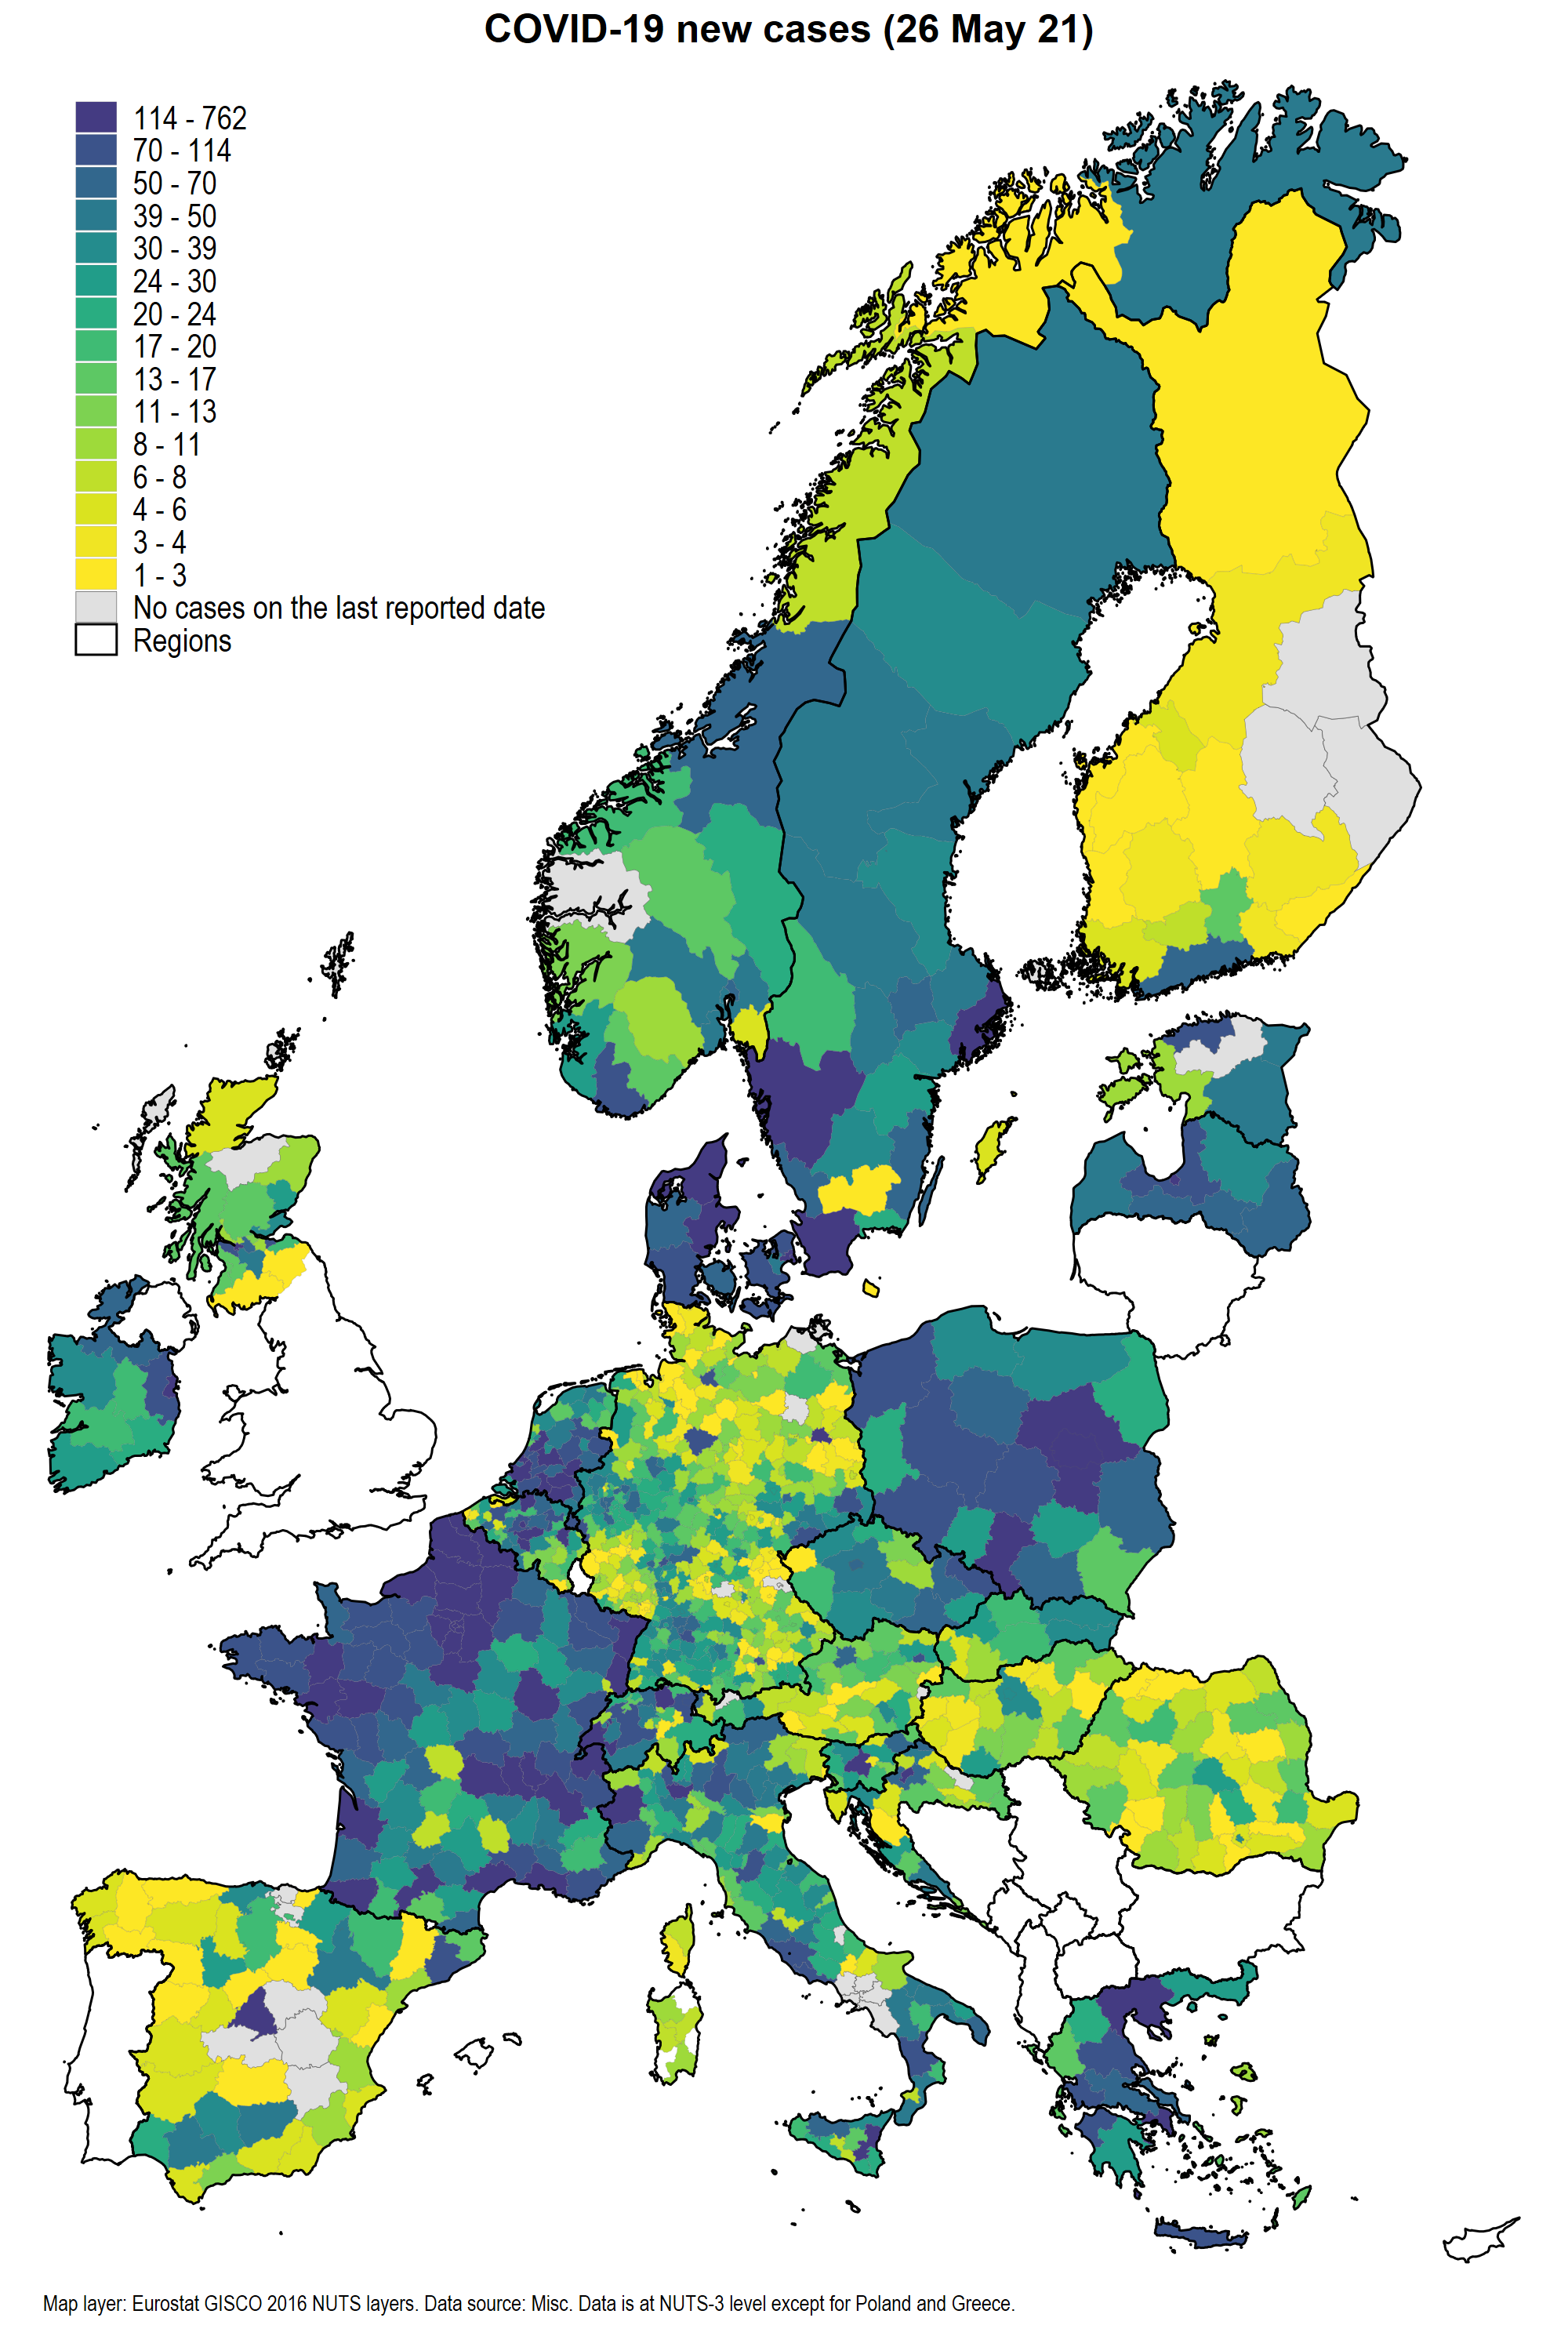 COVID-19 new cases (26 May 21)
114 - 762
70 - 114
50 - 70
39 - 50
30 - 39
24 - 30
20 - 24
17 - 20
13 - 17
11 - 13
8 - 11
6 - 8
4 - 6
3 - 4
1 - 3
No cases on the last reported date
Regions
Map layer: Eurostat GISCO 2016 NUTS layers. Data source: Misc. Data is at NUTS-3 level except for Poland and Greece.